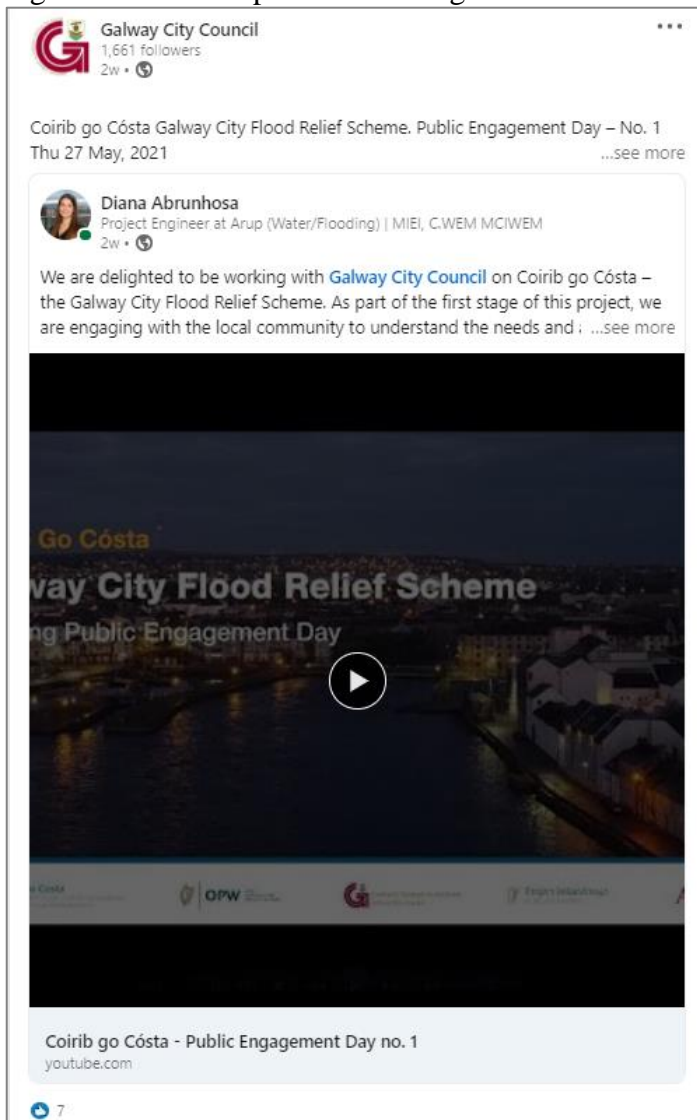 Galway City Council
1,661 followers
2w •
Coirib go Cósta Galway City Flood Relief Scheme. Public Engagement Day – No. 1
Thu 27 May, 2021 ...see more
Diana Abrunhosa
Project Engineer at Arup (Water/Flooding) | MIEI, C.WEM MCIWEM
2w •
We are delighted to be working with Galway City Council on Coirib go Cósta –
the Galway City Flood Relief Scheme. As part of the first stage of this project, we
are engaging with the local community to understand the needs and ...see more
Go Cósta
way City Flood Relief Scheme
ng Public Engagement Day
OPW
Coirib go Cósta - Public Engagement Day no. 1
youtube.com
7